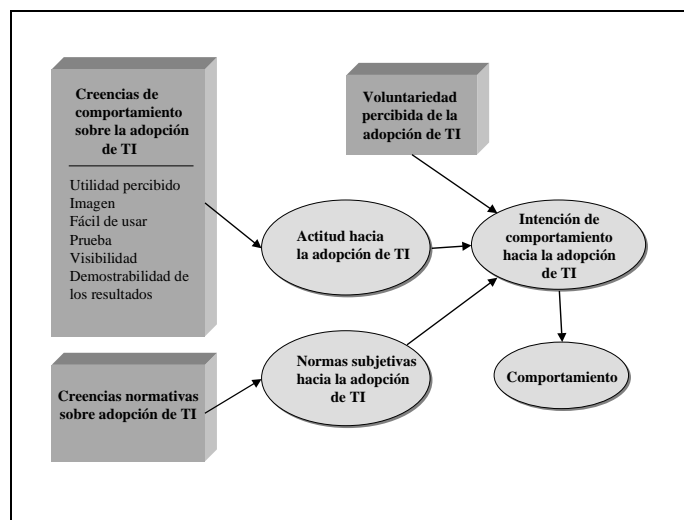 Creencias de
comportamiento
sobre la adopción
de TI
Utilidad percibido
Imagen
Fácil de usar
Prueba
Visibilidad
Demostrabilidad de
los resultados
Voluntariedad
percibida de la
adopción de TI
Actitud hacia
la adopción de TI
Intención de
comportamiento
hacia la adopción
de TI
Creencias normativas
sobre adopción de TI
Normas subjetivas
hacia la adopción
de TI
Comportamiento